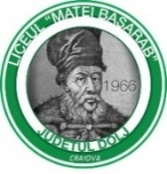 LICEUL "MATEI BASARAB"
1966
JUDEȚUL DOLJ
CRAIOVA